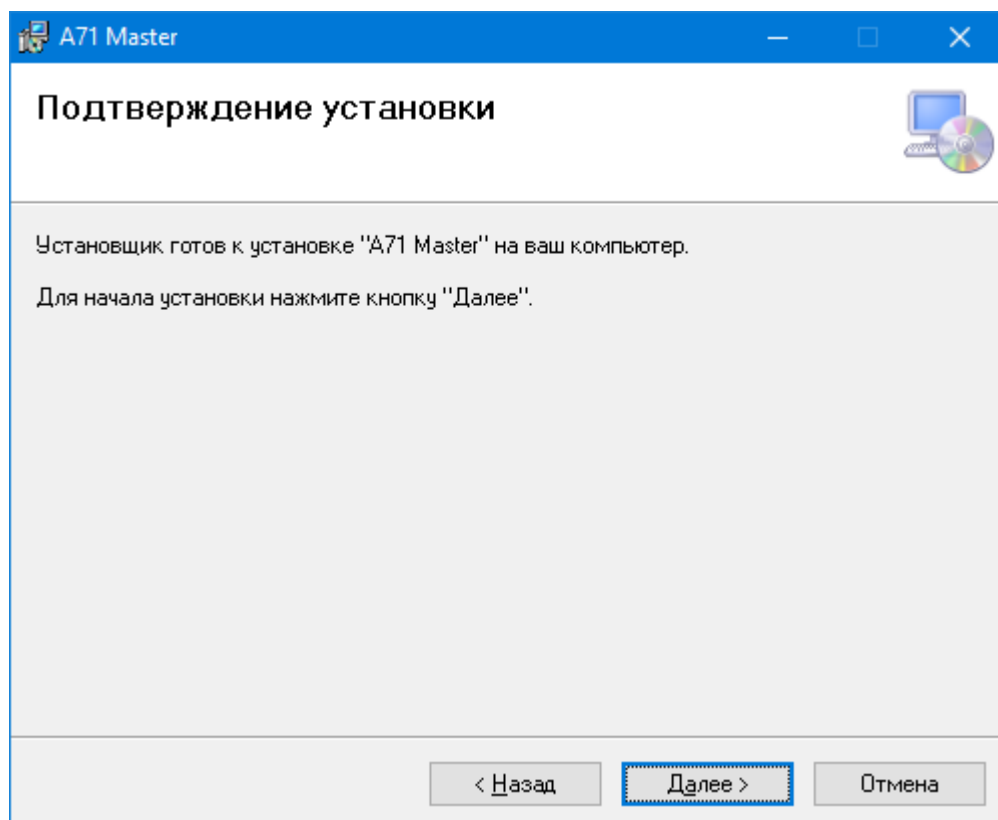 A71 Master
Подтверждение установки
Установщик готов к установке "A71 Master" на ваш компьютер.
Для начала установки нажмите кнопку "Далее".
< Назад
Далее >
Отмена